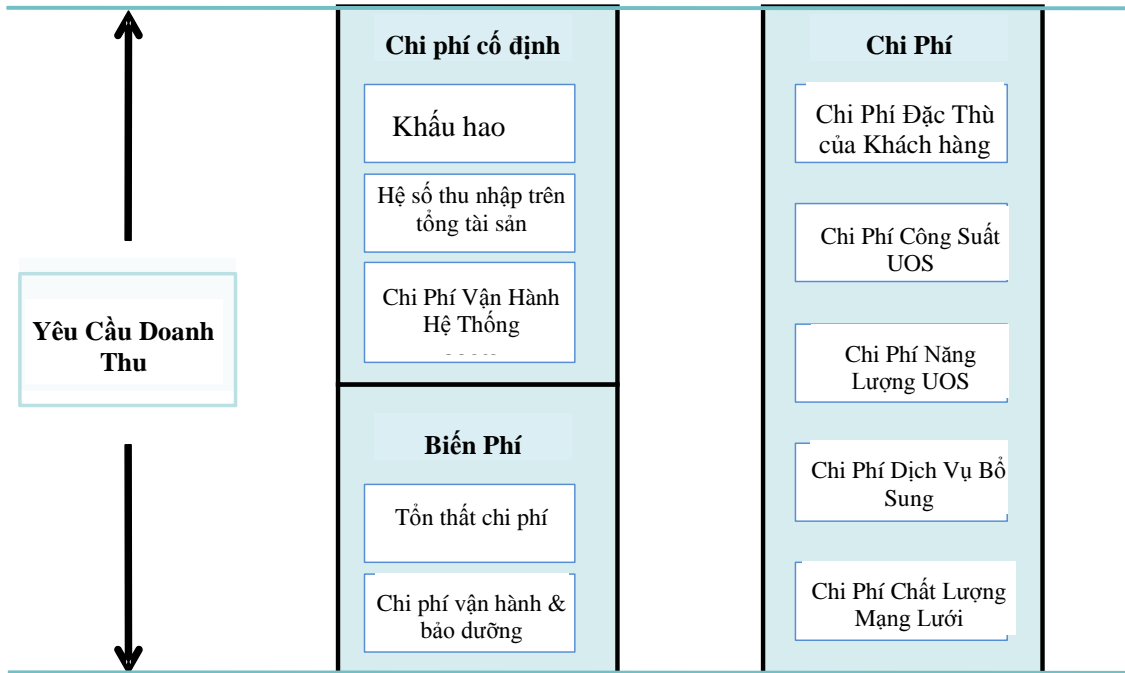 Yêu Cầu Doanh
Thu
Chi phí cố định
Khấu hao
Hệ số thu nhập trên
tổng tài sản
Chi Phí Vận Hành
Hệ Thống
Biến Phí
Tổn thất chi phí
Chi phí vận hành &
bảo dưỡng
Chi Phí
Chi Phí Đặc Thù
của Khách hàng
Chi Phí Công Suất
UOS
Chi Phí Năng
Lượng UOS
Chi Phí Dịch Vụ Bổ
Sung
Chi Phí Chất Lượng
Mạng Lưới